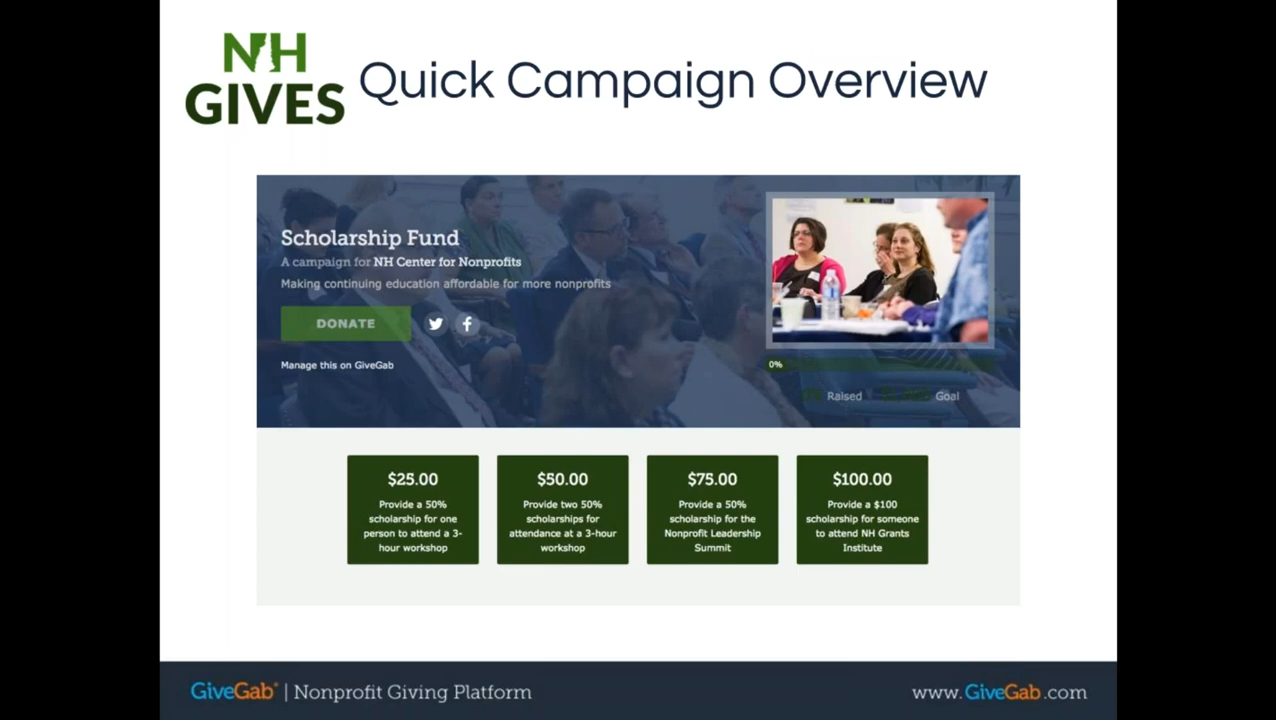 NH
GIVES
Quick Campaign Overview
Scholarship Fund
A campaign for NH Center for Nonprofits
Making continuing education affordable for more nonprofits
DONATE
Manage this on GiveGab
0%
Raised
Goal
$25.00
Provide a 50%
scholarship for one
person to attend a 3-
hour workshop
$50.00
Provide two 50%
scholarships for
attendance at a 3-hour
workshop
$75.00
Provide a 50%
scholarship for the
Nonprofit Leadership
Summit
$100.00
Provide a $100
scholarship for someone
to attend NH Grants
Institute
GiveGab® | Nonprofit Giving Platform
www.GiveGab.com